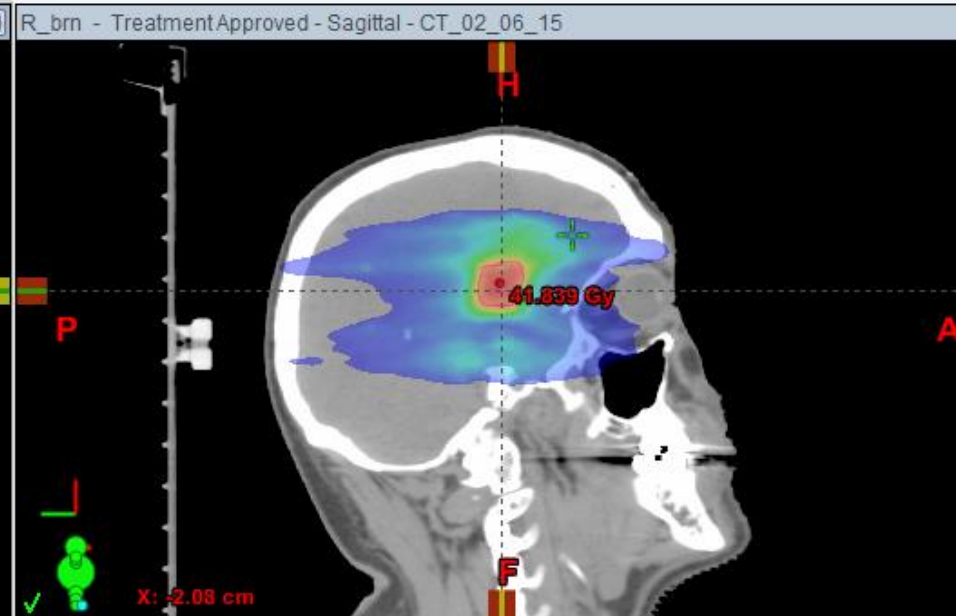 R_brn - Treatment Approved - Sagittal - CT_02_06_15
H
41.839 Gy
P
A
F
X: -2.08 cm